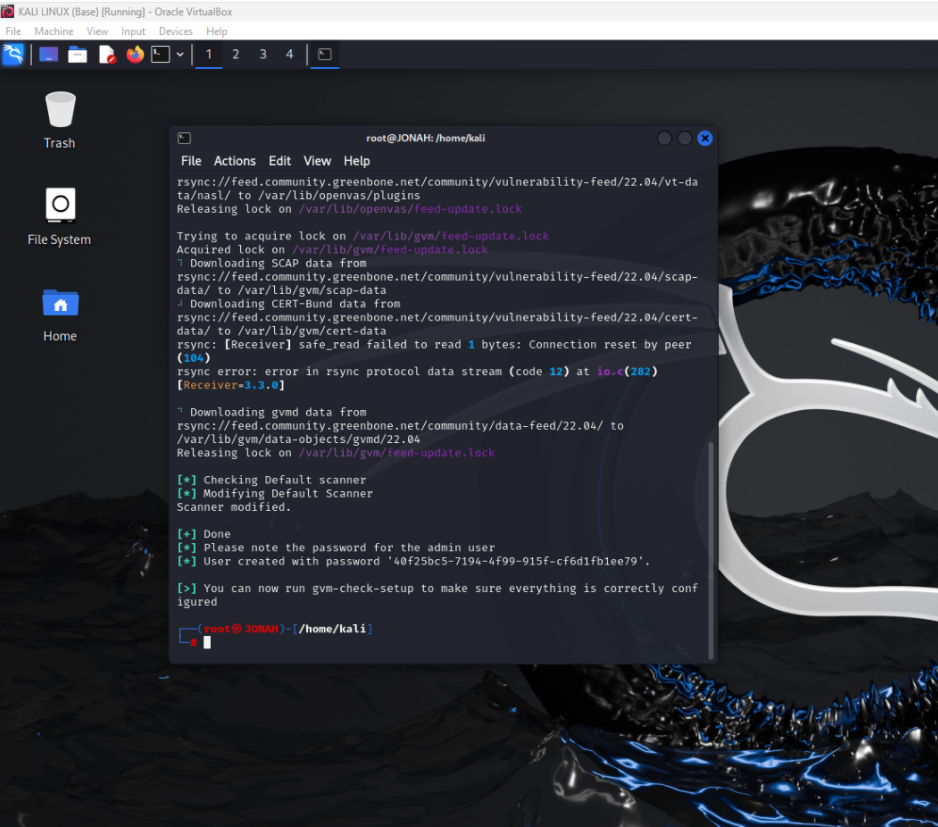 KALI LINUX (Base) [Running] - Oracle VirtualBox
File Machine View Input Devices Help
1 2 3 4
Trash
File System
Home
root@JONAH: /home/kali
File Actions Edit View Help
rsync://feed.community.greenbone.net/community/vulnerability-feed/22.04/vt-da
ta/nasl/ to /var/lib/openvas/plugins
Releasing lock on /var/lib/openvas/feed-update.lock
Trying to acquire lock on /var/lib/gvm/feed-update.lock
Acquired lock on /var/lib/gvm/feed-update.lock
⠹ Downloading SCAP data from
rsync://feed.community.greenbone.net/community/vulnerability-feed/22.04/scap-
data/ to /var/lib/gvm/scap-data
⠼ Downloading CERT-Bund data from
rsync://feed.community.greenbone.net/community/vulnerability-feed/22.04/cert-
data/ to /var/lib/gvm/cert-data
rsync: [Receiver] safe_read failed to read 1 bytes: Connection reset by peer
(104)
rsync error: error in rsync protocol data stream (code 12) at io.c(282)
[Receiver=3.3.0]
⠙ Downloading gvmd data from
rsync://feed.community.greenbone.net/community/data-feed/22.04/ to
/var/lib/gvm/data-objects/gvmd/22.04
Releasing lock on /var/lib/gvm/feed-update.lock
[*] Checking Default scanner
[*] Modifying Default Scanner
Scanner modified.
[+] Done
[*] Please note the password for the admin user
[*] User created with password '40f25bc5-7194-4f99-915f-cf6d1fb1ee79'.
[>] You can now run gvm-check-setup to make sure everything is correctly conf
igured
┌──(root㉿JONAH)-[/home/kali]
└─#